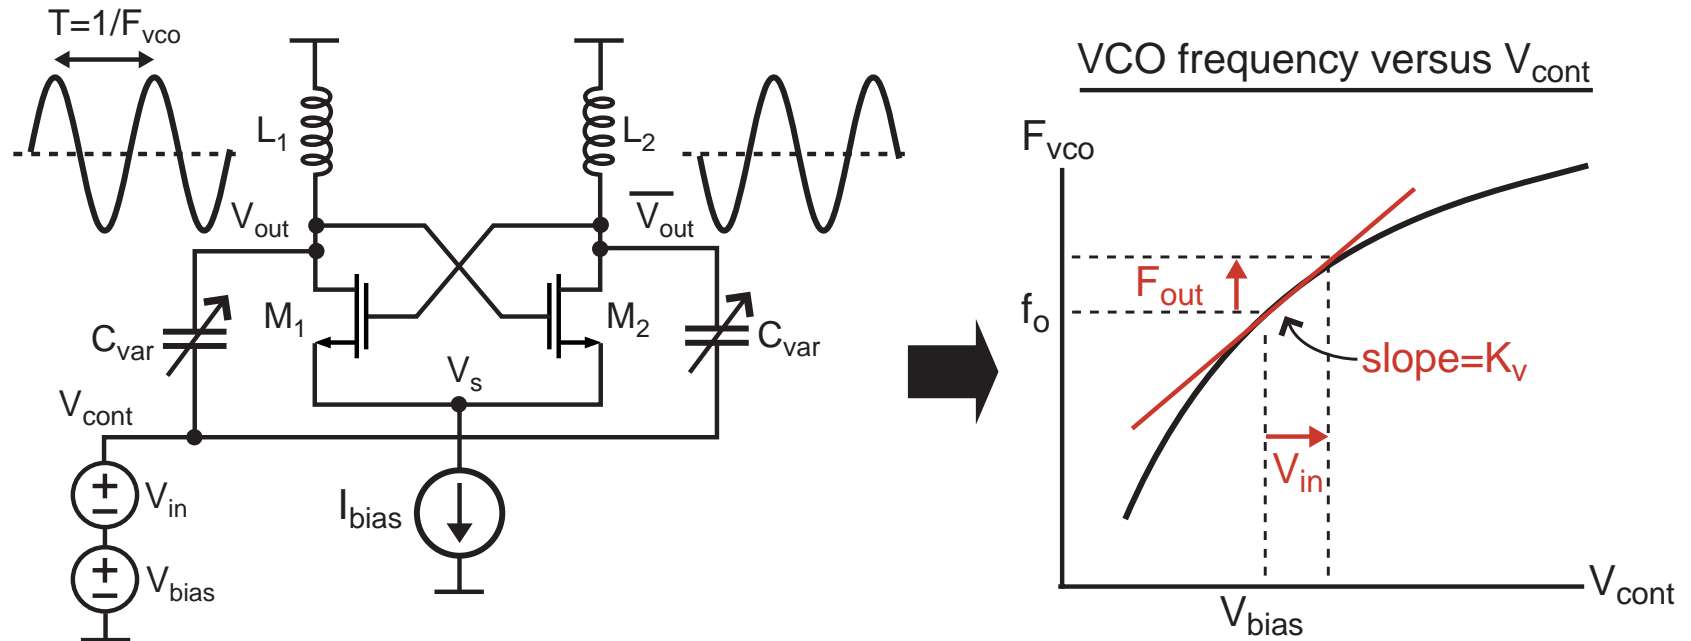 T=1/Fvco
VCO frequency versus Vcont
L1
L2
Fvco
Vout
Vout
M1
M2
Cvar
Cvar
Vs
Vcont
Vin
Ibias
Vbias
Fout
fo
slope=Kv
Vin
Vcont
Vbias